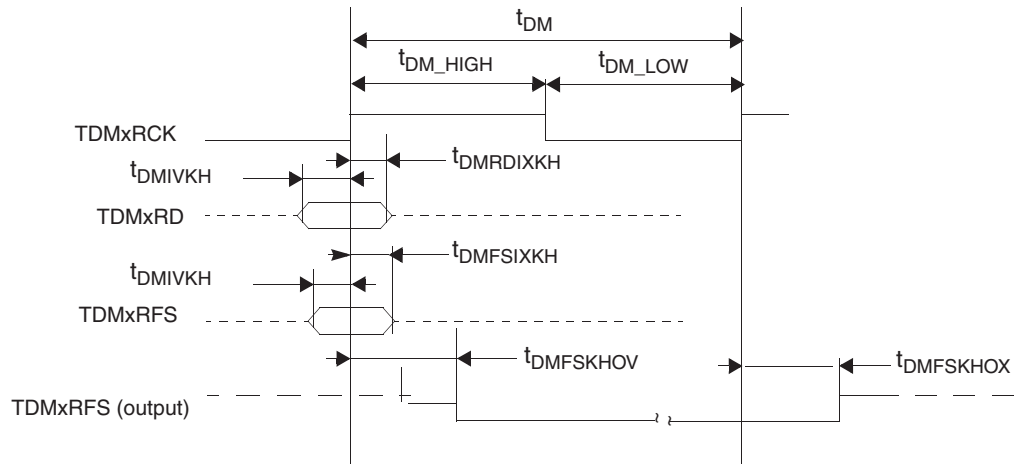 tDM
tDM_HIGH
tDM_LOW
TDMxRCK
tDMRDIXKH
tDMIVKH
TDMxRD
tDMFSIXKH
tDMIVKH
TDMxRFS
tDMFSKHOV
tDMFSKHOX
TDMxRFS (output)